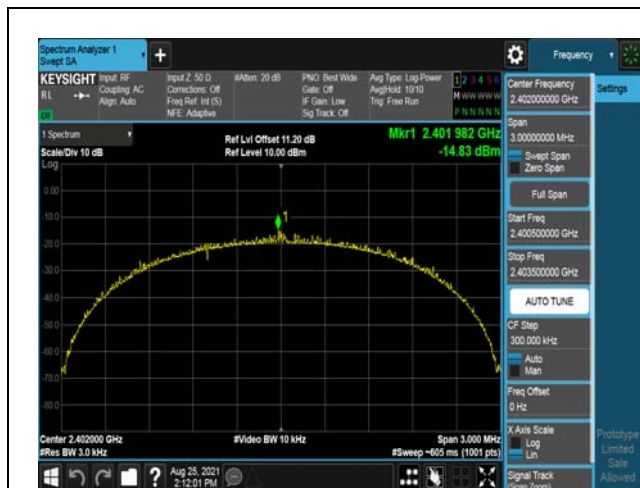 Spectrum Analyzer 1
Swept SA
+
Frequency
KEYSIGHT
RL
Input: RF
Coupling: AC
Align: Auto
Input Z: 50 Ω
Corrections: Off
Freq Ref: Int (S)
NFE: Adaptive
#Atten: 20 dB
PNO: Best Wide
Gate: Off
IF Gain: Low
Sig Track: Off
Avg Type: Log-Power
Avg|Hold: 10/10
Trig: Free Run
1 2 3 4 5 6
M W W W W W
P N N N N N
1 Spectrum
Scale/Div 10 dB
Log
Ref Lvl Offset 11.20 dB
Ref Level 10.00 dBm
Mkr1 2.401 982 GHz
-14.83 dBm
1
0.00
-10.0
-20.0
-30.0
-40.0
-50.0
-60.0
-70.0
-80.0
Center 2.402000 GHz
#Res BW 3.0 kHz
#Video BW 10 kHz
Span 3.000 MHz
#Sweep ~605 ms (1001 pts)
Center Frequency
2.402000000 GHz
Span
3.00000000 MHz
Swept Span
Zero Span
Full Span
Start Freq
2.400500000 GHz
Stop Freq
2.403500000 GHz
AUTO TUNE
CF Step
300.000 kHz
Auto
Man
Freq Offset
0 Hz
X Axis Scale
Log
Lin
Signal Track
(Span Zoom)
Settings
Prototype
Limited
Sale
Allowed
?
Aug 25, 2021
2:12:01 PM